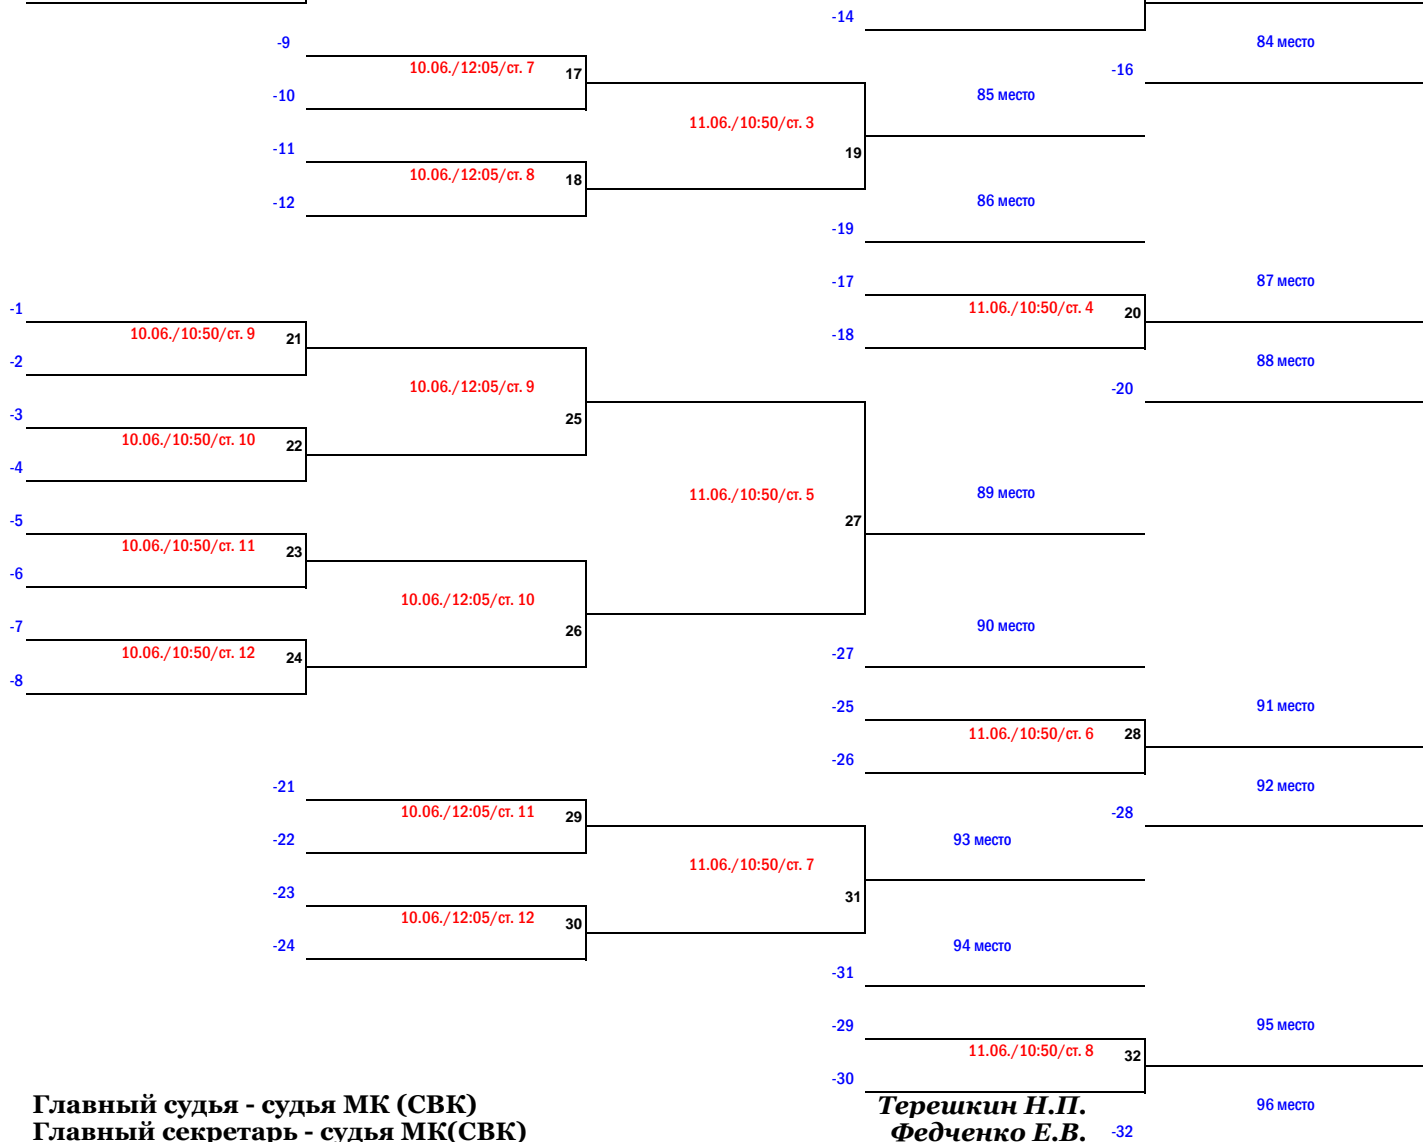 -14
-9
84 место
10.06./12:05/ст. 7
17
-16
-10
85 место
11.06./10:50/ст. 3
-11
19
10.06./12:05/ст. 8
18
-12
86 место
-19
-17
87 место
-1
11.06./10:50/ст. 4
20
10.06./10:50/ст. 9
21
-18
-2
88 место
10.06./12:05/ст. 9
-20
-3
25
10.06./10:50/ст. 10
22
-4
11.06./10:50/ст. 5
89 место
-5
27
10.06./10:50/ст. 11
23
-6
10.06./12:05/ст. 10
-7
26
90 место
10.06./10:50/ст. 12
24
-27
-8
-25
91 место
11.06./10:50/ст. 6
28
-26
-21
92 место
10.06./12:05/ст. 11
29
-28
-22
93 место
11.06./10:50/ст. 7
-23
31
10.06./12:05/ст. 12
30
-24
94 место
-31
-29
95 место
11.06./10:50/ст. 8
32
-30
Главный судья - судья МК (СВК)
Терешкин Н.П.
96 место
Главный секретарь - судья МК(СВК)
Федченко Е.В.
-32